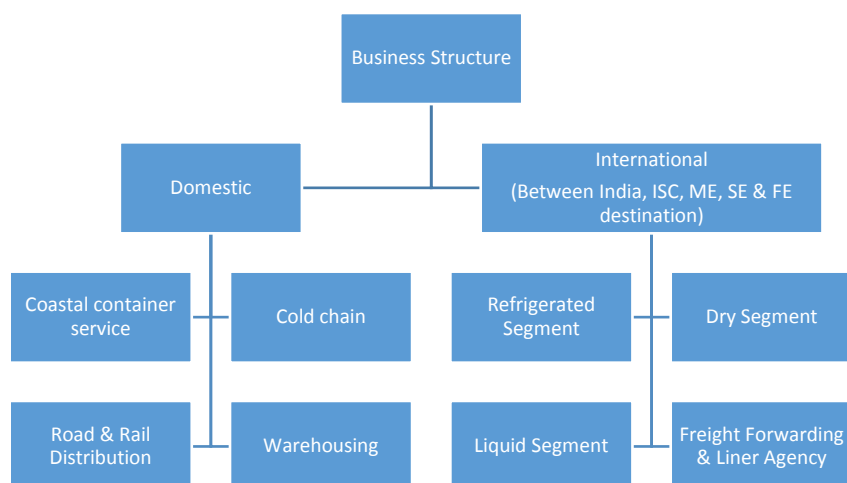 Business Structure
Domestic
International
(Between India, ISC, ME, SE & FE
destination)
Coastal container
service
Cold chain
Refrigerated
Segment
Dry Segment
Road & Rail
Distribution
Warehousing
Liquid Segment
Freight Forwarding
& Liner Agency